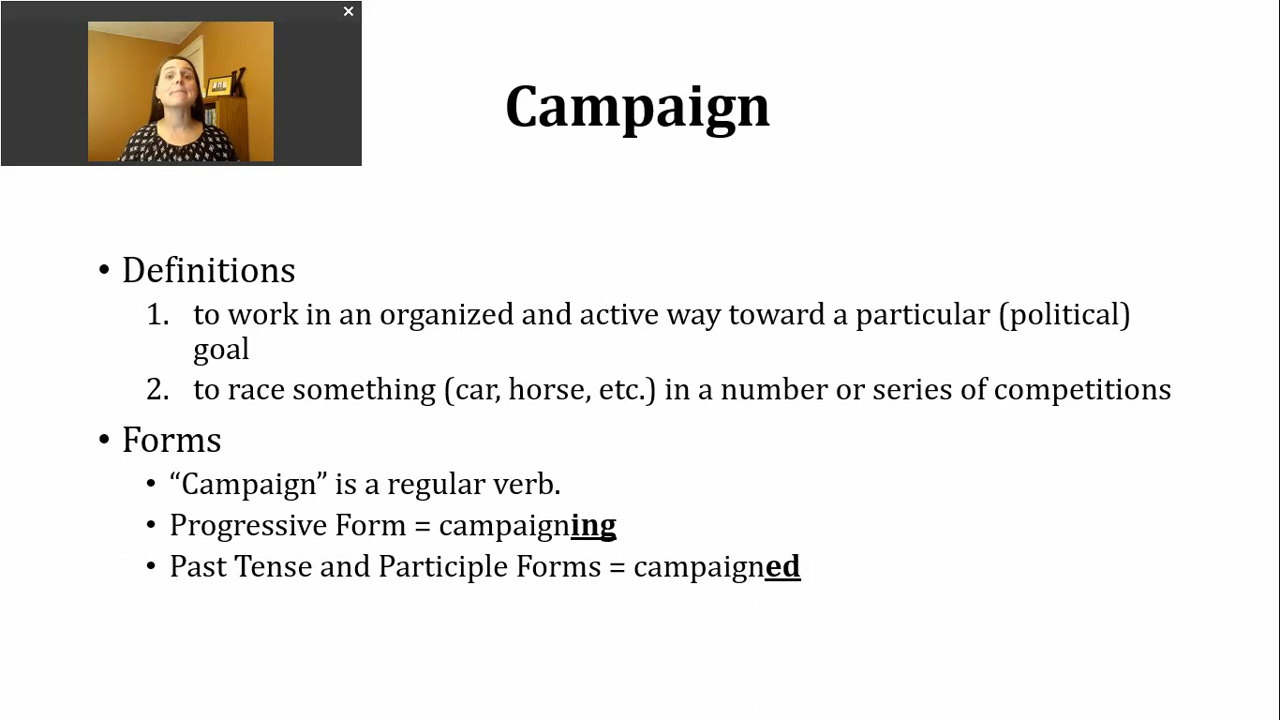 Campaign
• Definitions
1. to work in an organized and active way toward a particular (political)
goal
2. to race something (car, horse, etc.) in a number or series of competitions
• Forms
• “Campaign” is a regular verb.
• Progressive Form = campaigning
• Past Tense and Participle Forms = campaigned